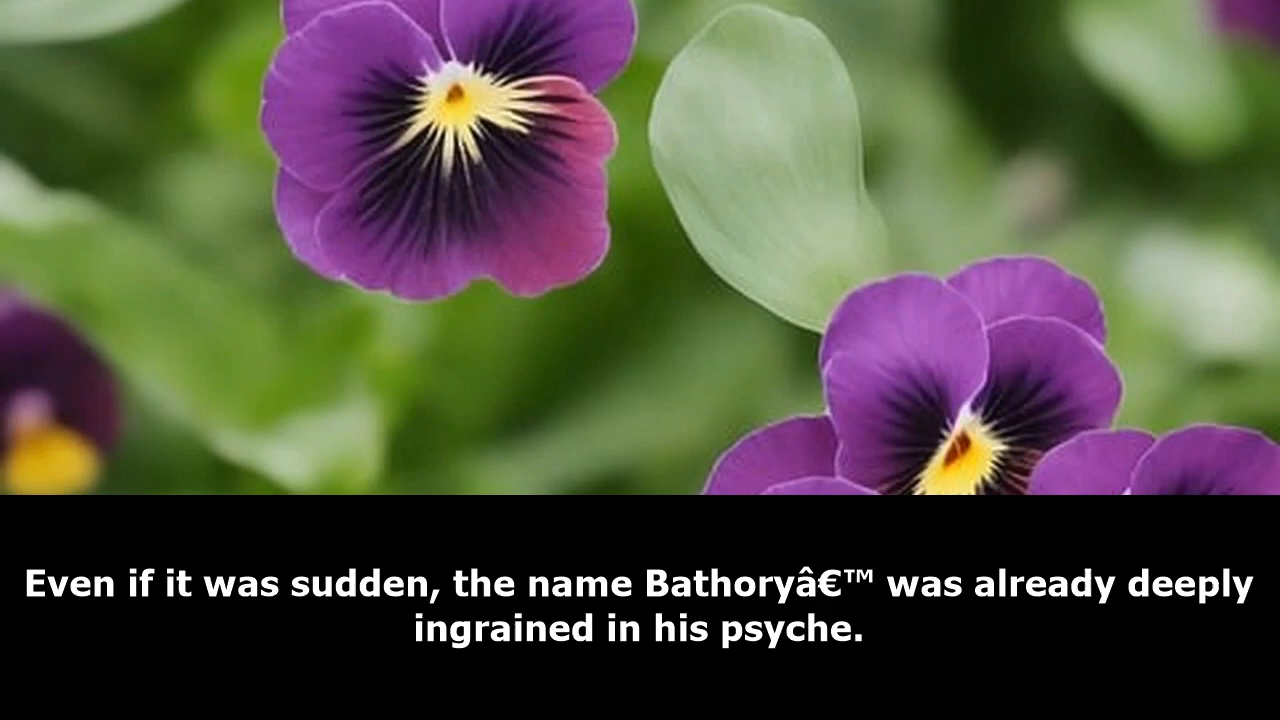 Even if it was sudden, the name Bathoryâ€™ was already deeply
ingrained in his psyche.